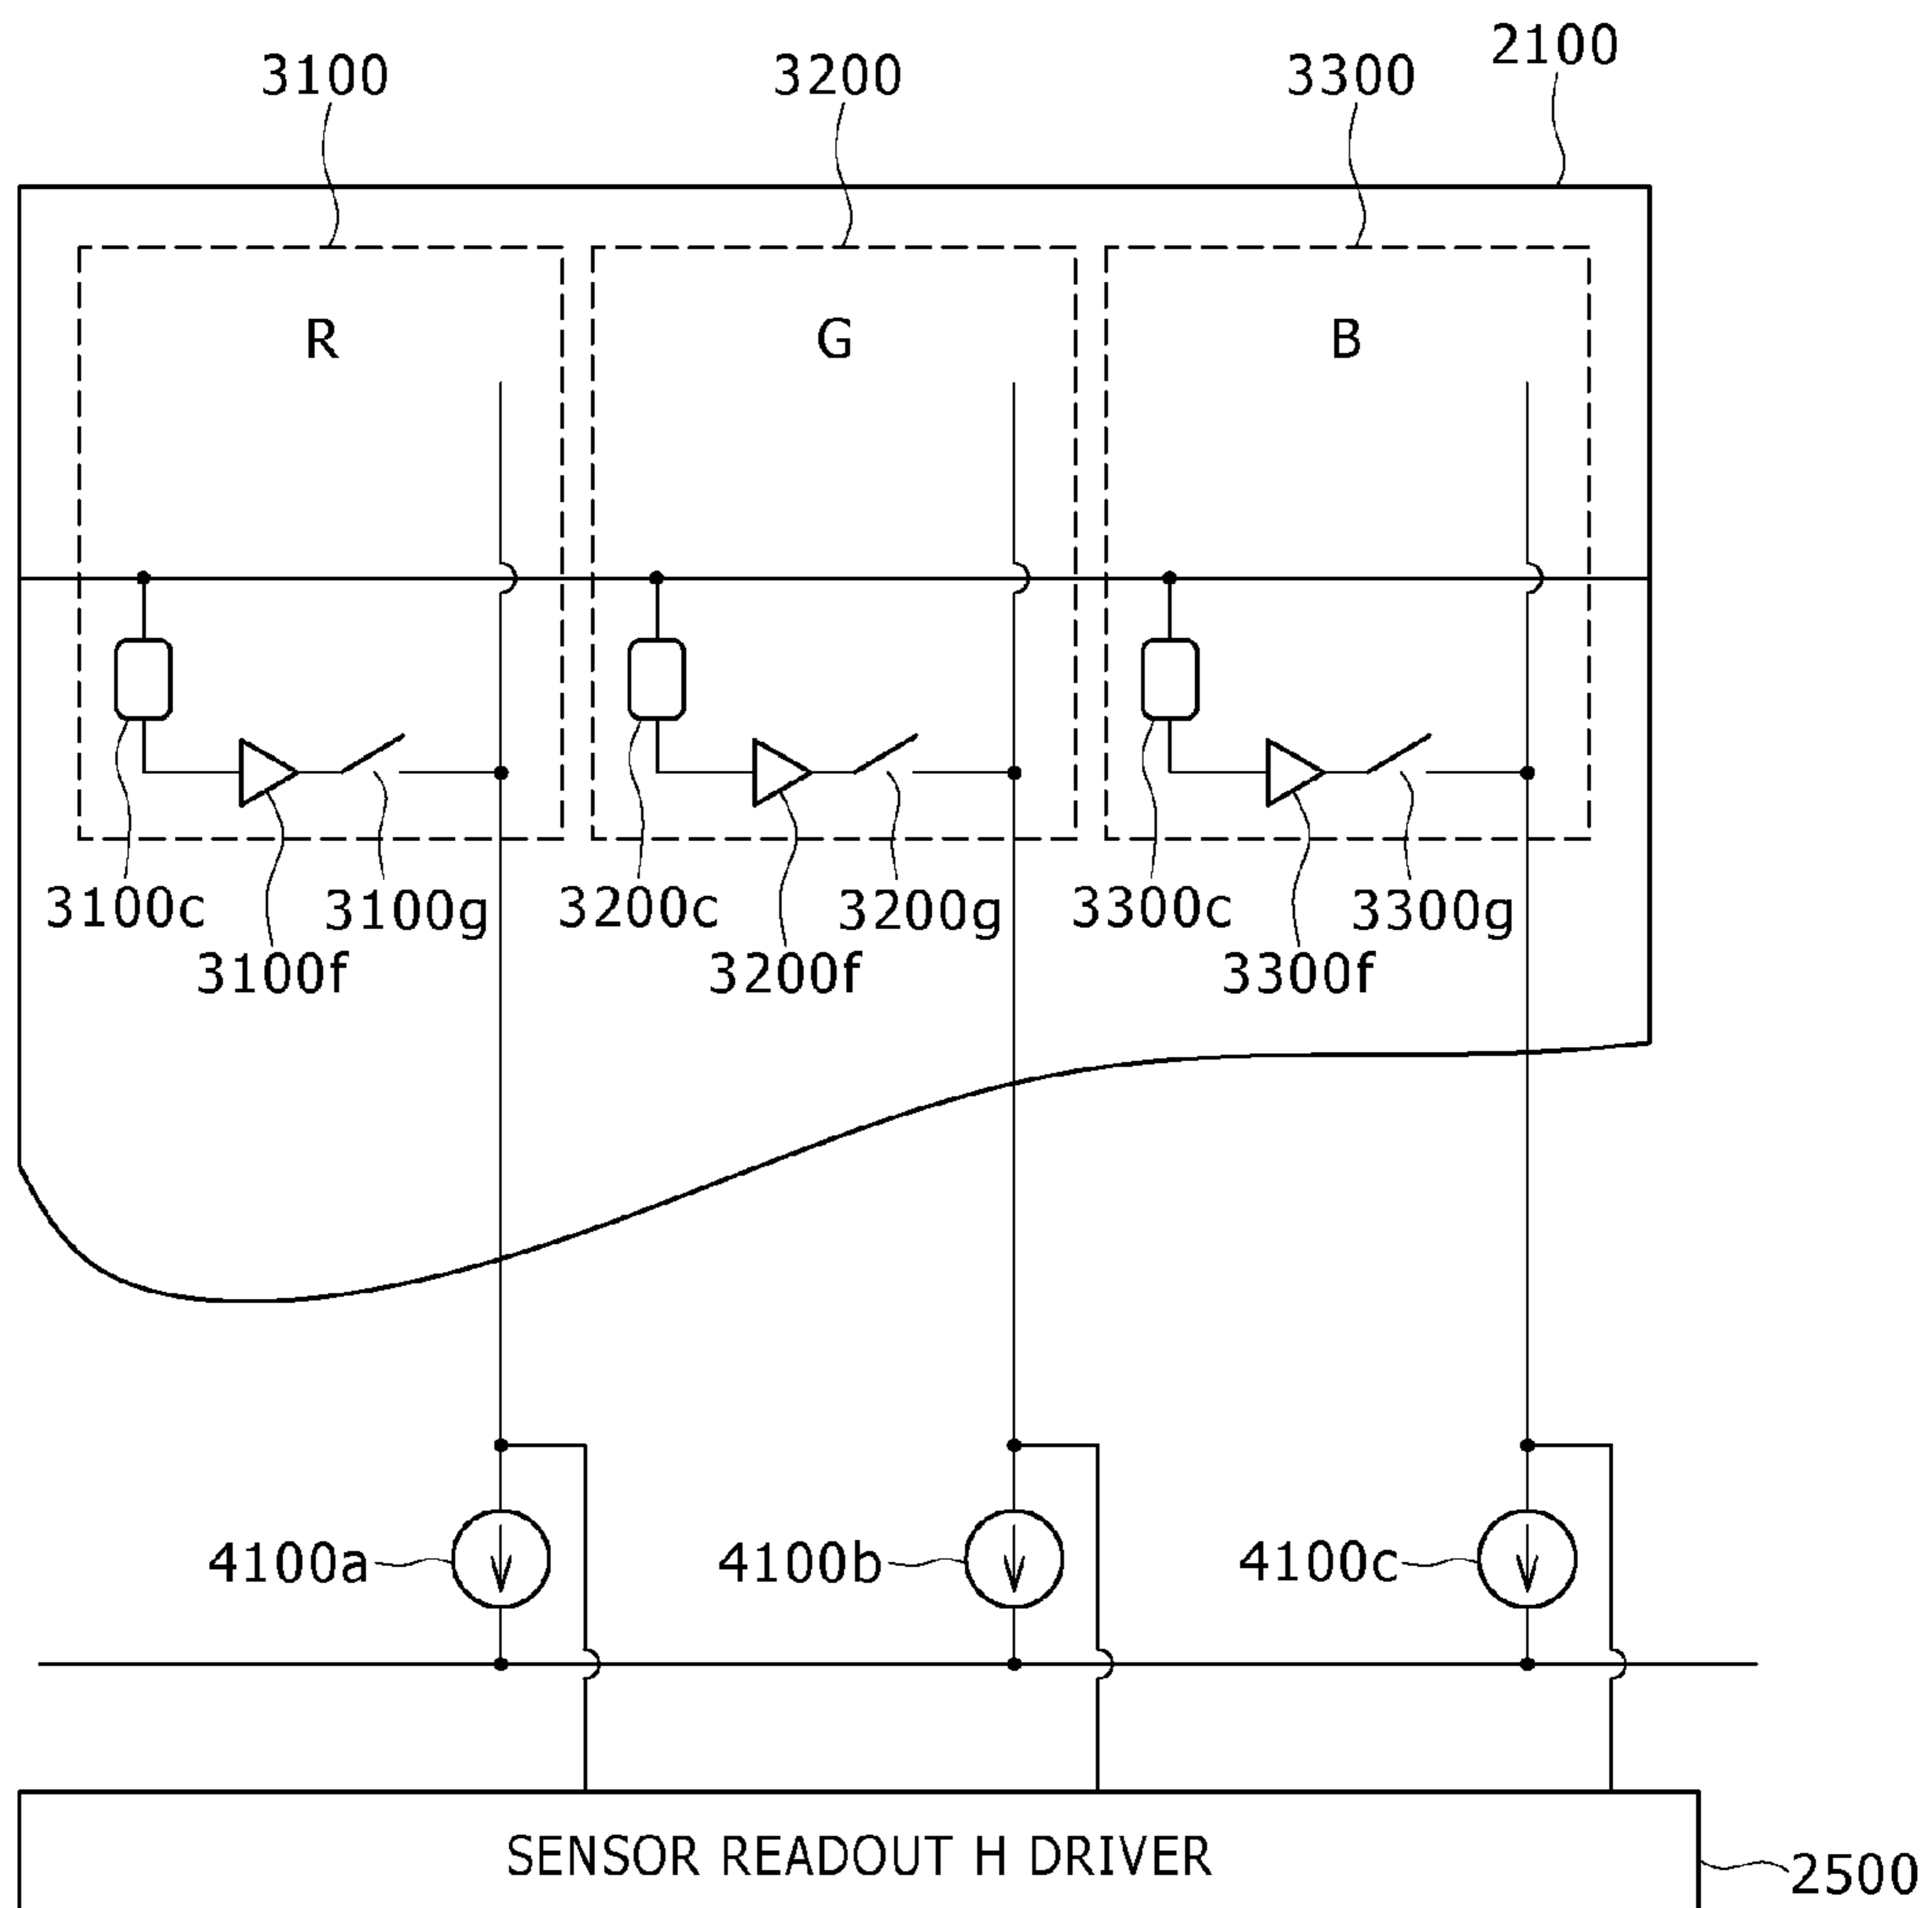 2100
3100 3200 3300
R G B
3100c 3100g 3200c 3200g 3300c 3300g
3100f 3200f 3300f
4100a 4100b 4100c
SENSOR READOUT H DRIVER
2500